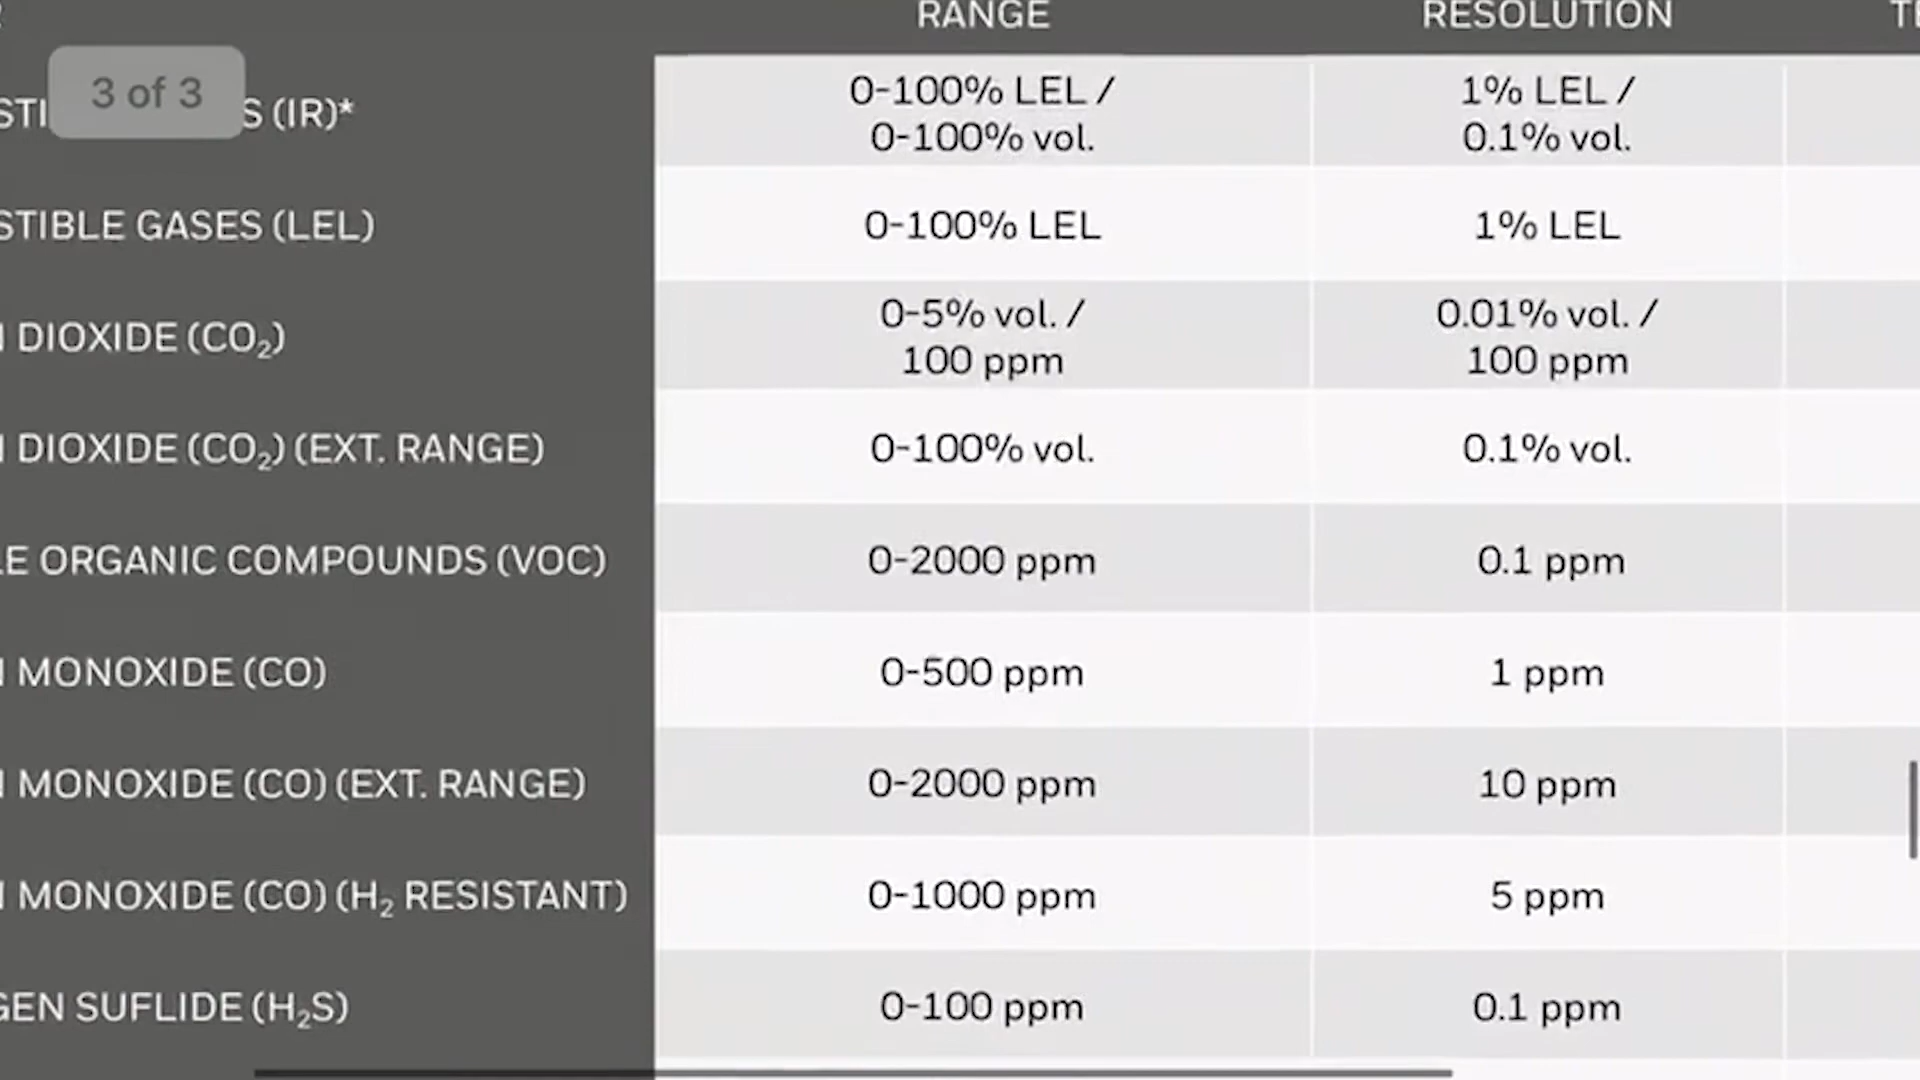 RANGE RESOLUTION
3 of 3
S (IR)* 0-100% LEL / 1% LEL /
0-100% vol. 0.1% vol.
STIBLE GASES (LEL) 0-100% LEL 1% LEL
DIOXIDE (CO₂) 0-5% vol. / 0.01% vol. /
100 ppm 100 ppm
DIOXIDE (CO₂) (EXT. RANGE) 0-100% vol. 0.1% vol.
LE ORGANIC COMPOUNDS (VOC) 0-2000 ppm 0.1 ppm
MONOXIDE (CO) 0-500 ppm 1 ppm
MONOXIDE (CO) (EXT. RANGE) 0-2000 ppm 10 ppm
MONOXIDE (CO) (H₂ RESISTANT) 0-1000 ppm 5 ppm
GEN SUFLIDE (H₂S) 0-100 ppm 0.1 ppm